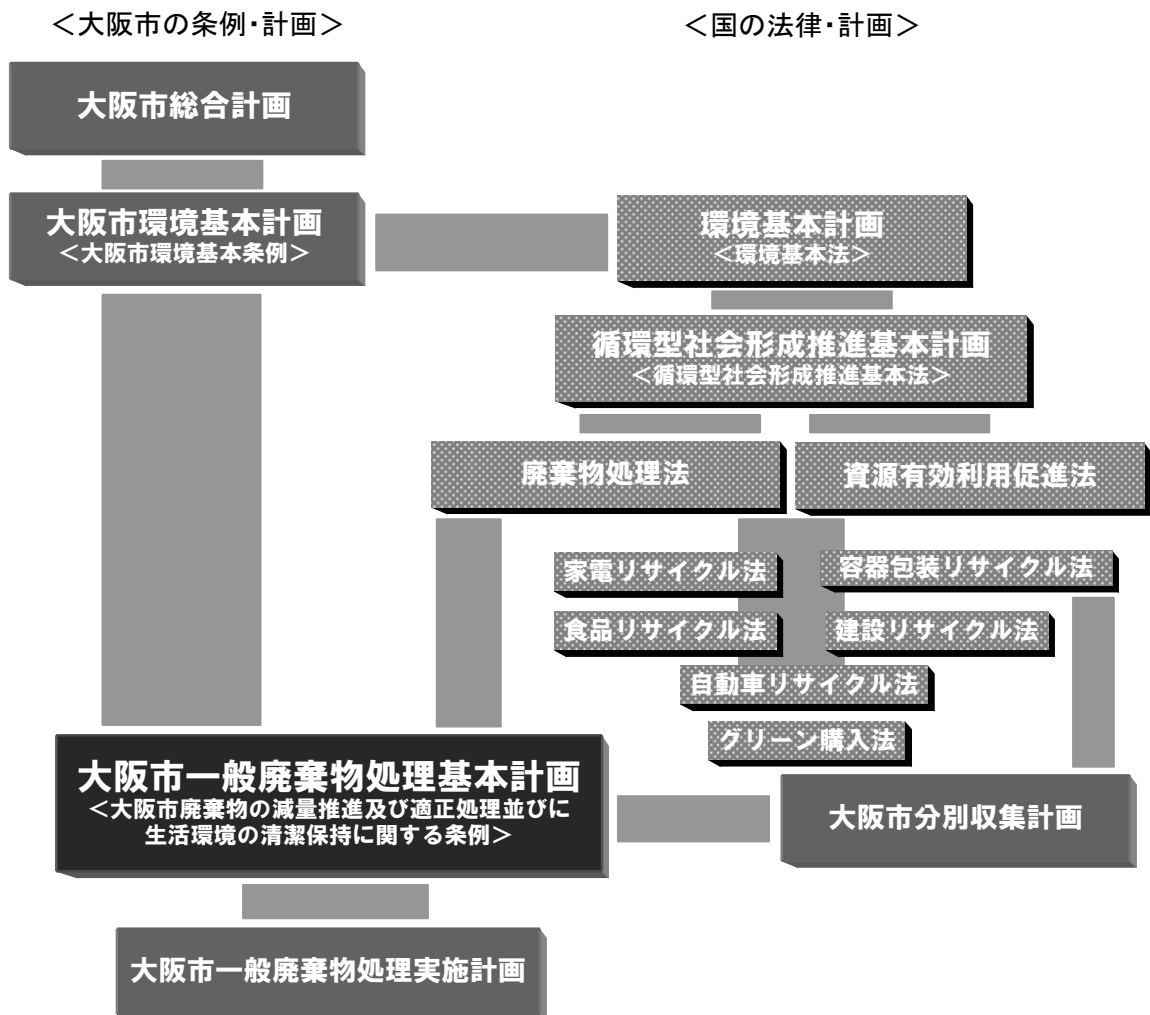 ＜大阪市の条例・計画＞
＜国の法律・計画＞
大阪市総合計画
大阪市環境基本計画
＜大阪市環境基本条例＞
環境基本計画
＜環境基本法＞
循環型社会形成推進基本計画
＜循環型社会形成推進基本法＞
廃棄物処理法
資源有効利用促進法
家電リサイクル法
容器包装リサイクル法
食品リサイクル法
建設リサイクル法
自動車リサイクル法
グリーン購入法
大阪市一般廃棄物処理基本計画
＜大阪市廃棄物の減量推進及び適正処理並びに
生活環境の清潔保持に関する条例＞
大阪市分別収集計画
大阪市一般廃棄物処理実施計画